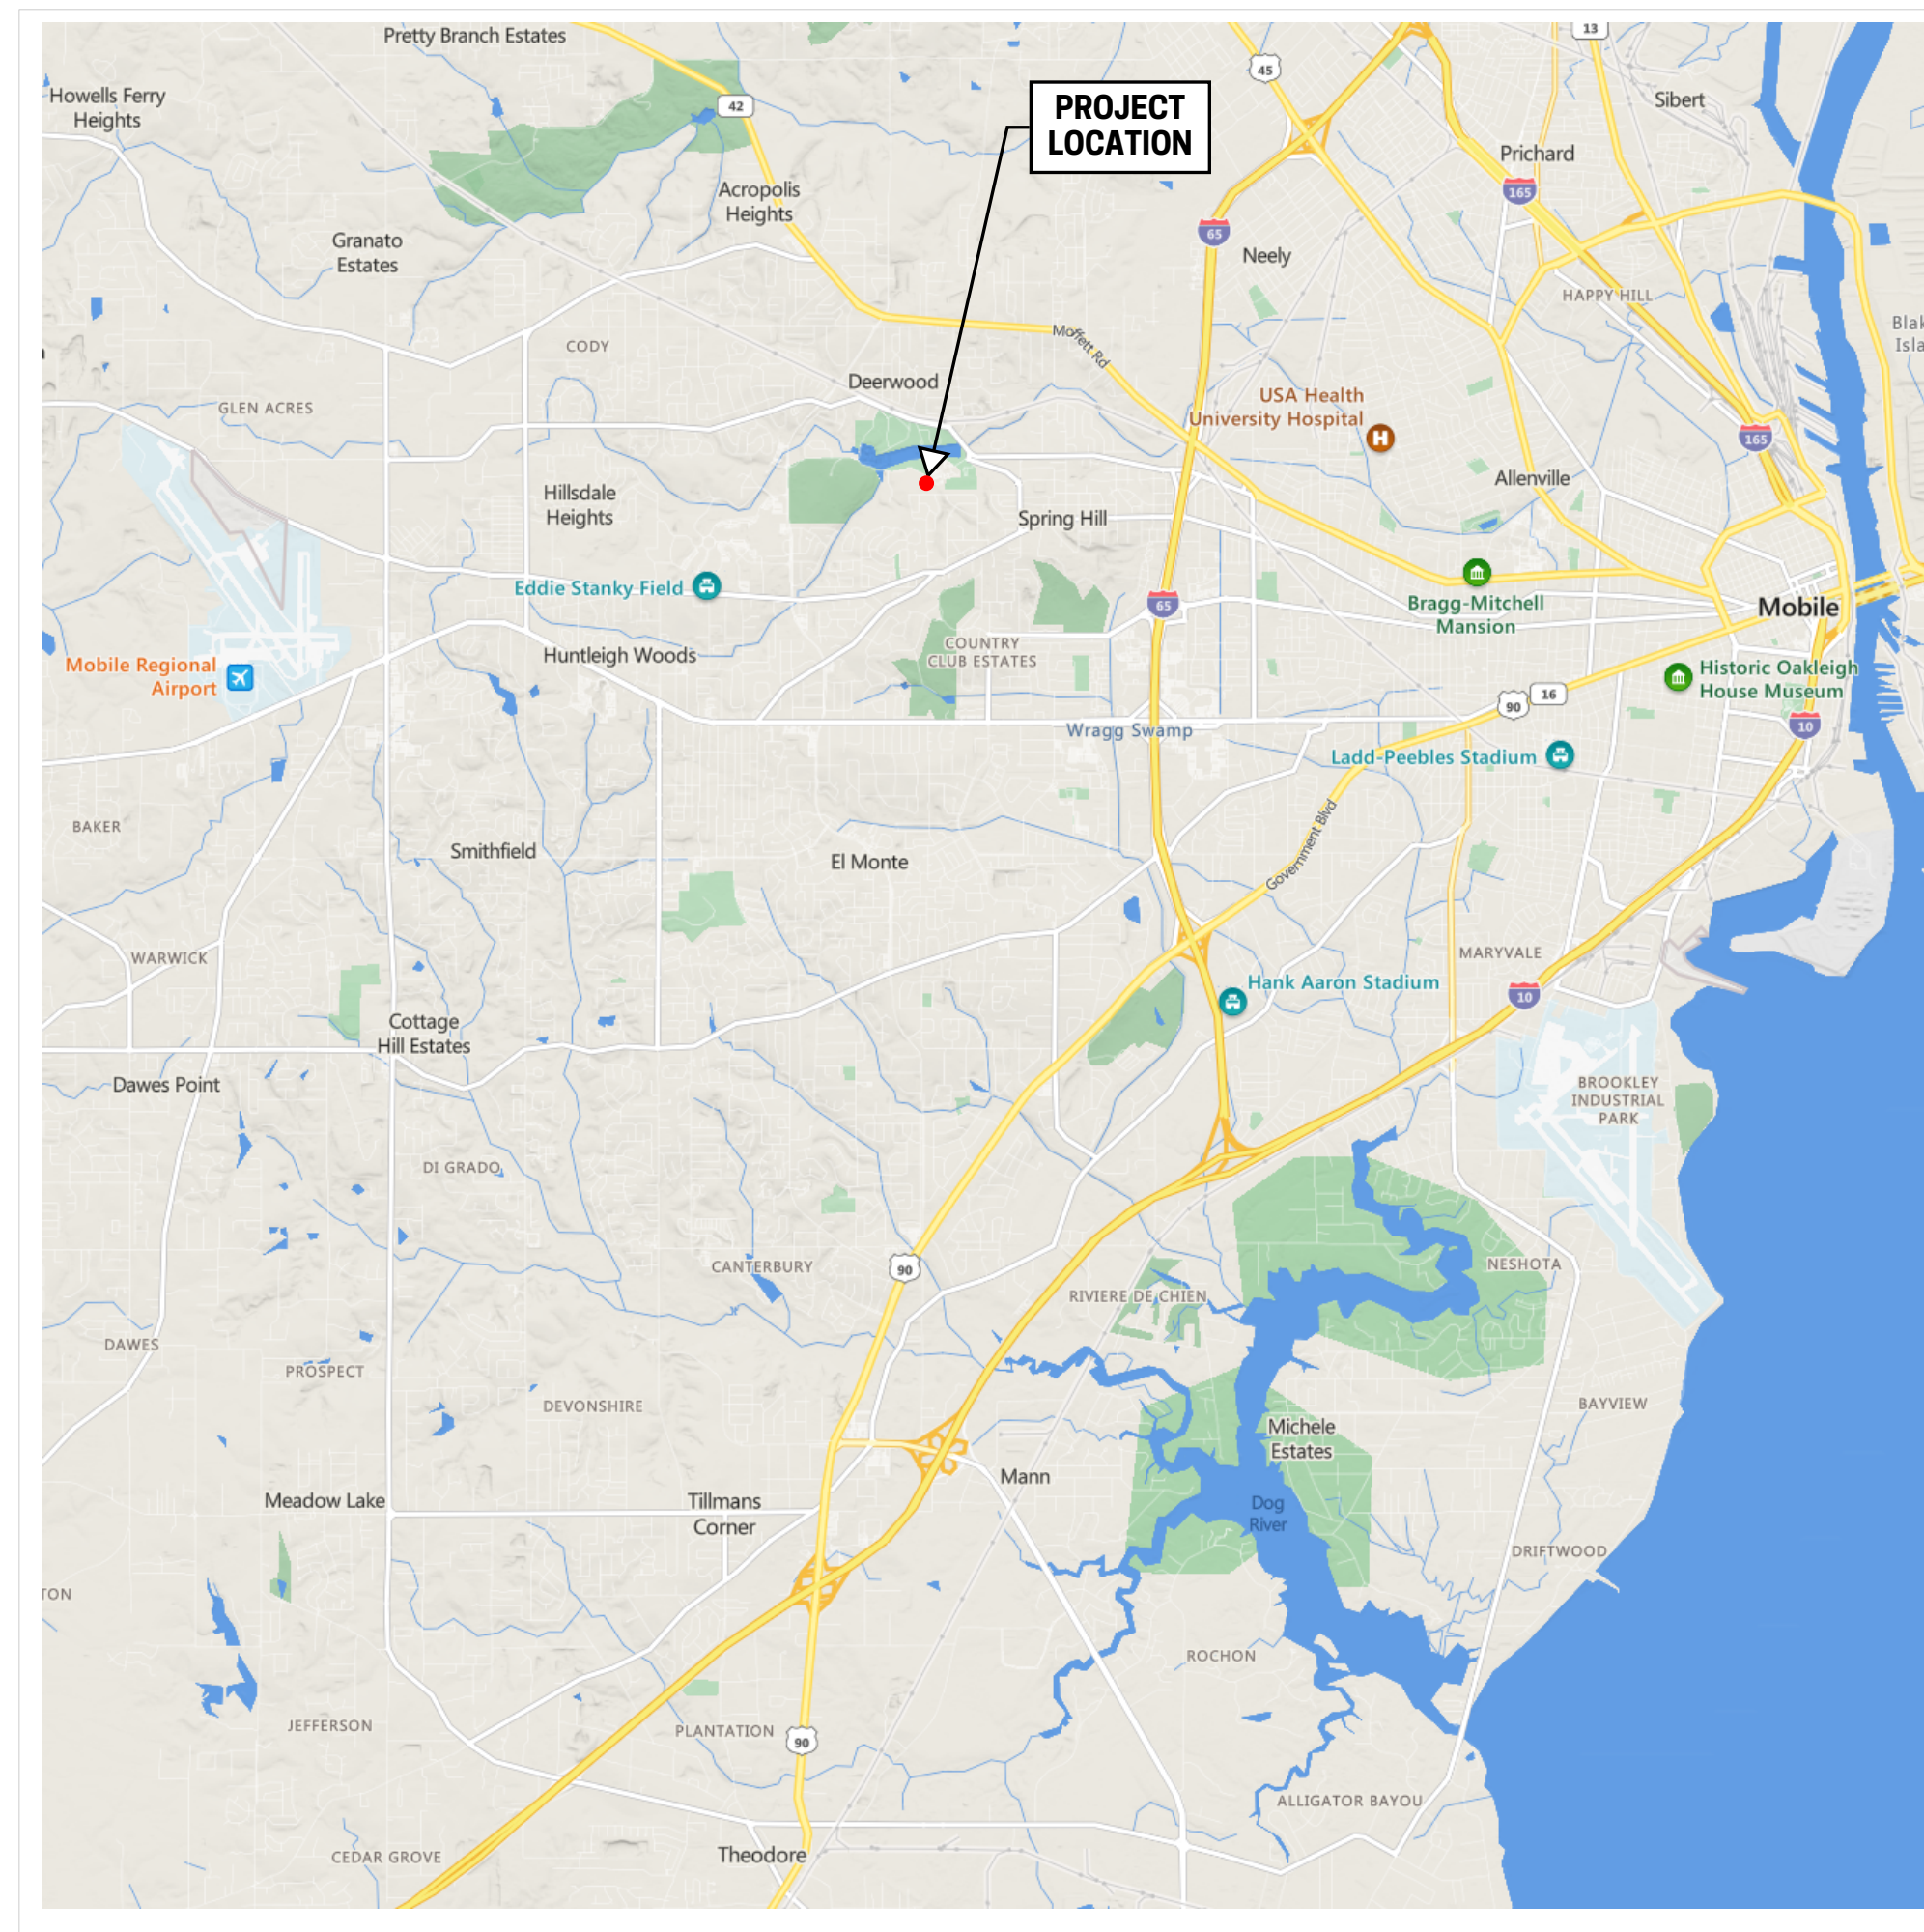 Pretty Branch Estates
13
45
Howells Ferry
Heights
42
PROJECT
LOCATION
Sibert
Prichard
165
Acropolis
Heights
65
Granato
Estates
Neely
HAPPY HILL
Moffett Rd
CODY
Deerwood
GLEN ACRES
USA Health
University Hospital
H
165
Hillsdale
Heights
Allenville
Spring Hill
Eddie Stanky Field
65
Bragg-Mitchell
Mansion
Mobile
Huntleigh Woods
COUNTRY
CLUB ESTATES
Mobile Regional
Airport
Historic Oakleigh
House Museum
90
16
10
Wragg Swamp
Ladd-Peebles Stadium
Government Blvd
BAKER
Smithfield
El Monte
WARWICK
MARYVALE
Hank Aaron Stadium
10
Cottage
Hill Estates
Dawes Point
BROOKLEY
INDUSTRIAL
PARK
DI GRADO
CANTERBURY
90
NESHOTA
RIVIERE DE CHIEN
DAWES
PROSPECT
DEVONSHIRE
BAYVIEW
Michele
Estates
Mann
Meadow Lake
Tillmans
Corner
Dog
River
DRIFTWOOD
TON
ROCHON
JEFFERSON
PLANTATION
90
ALLIGATOR BAYOU
CEDAR GROVE
Theodore